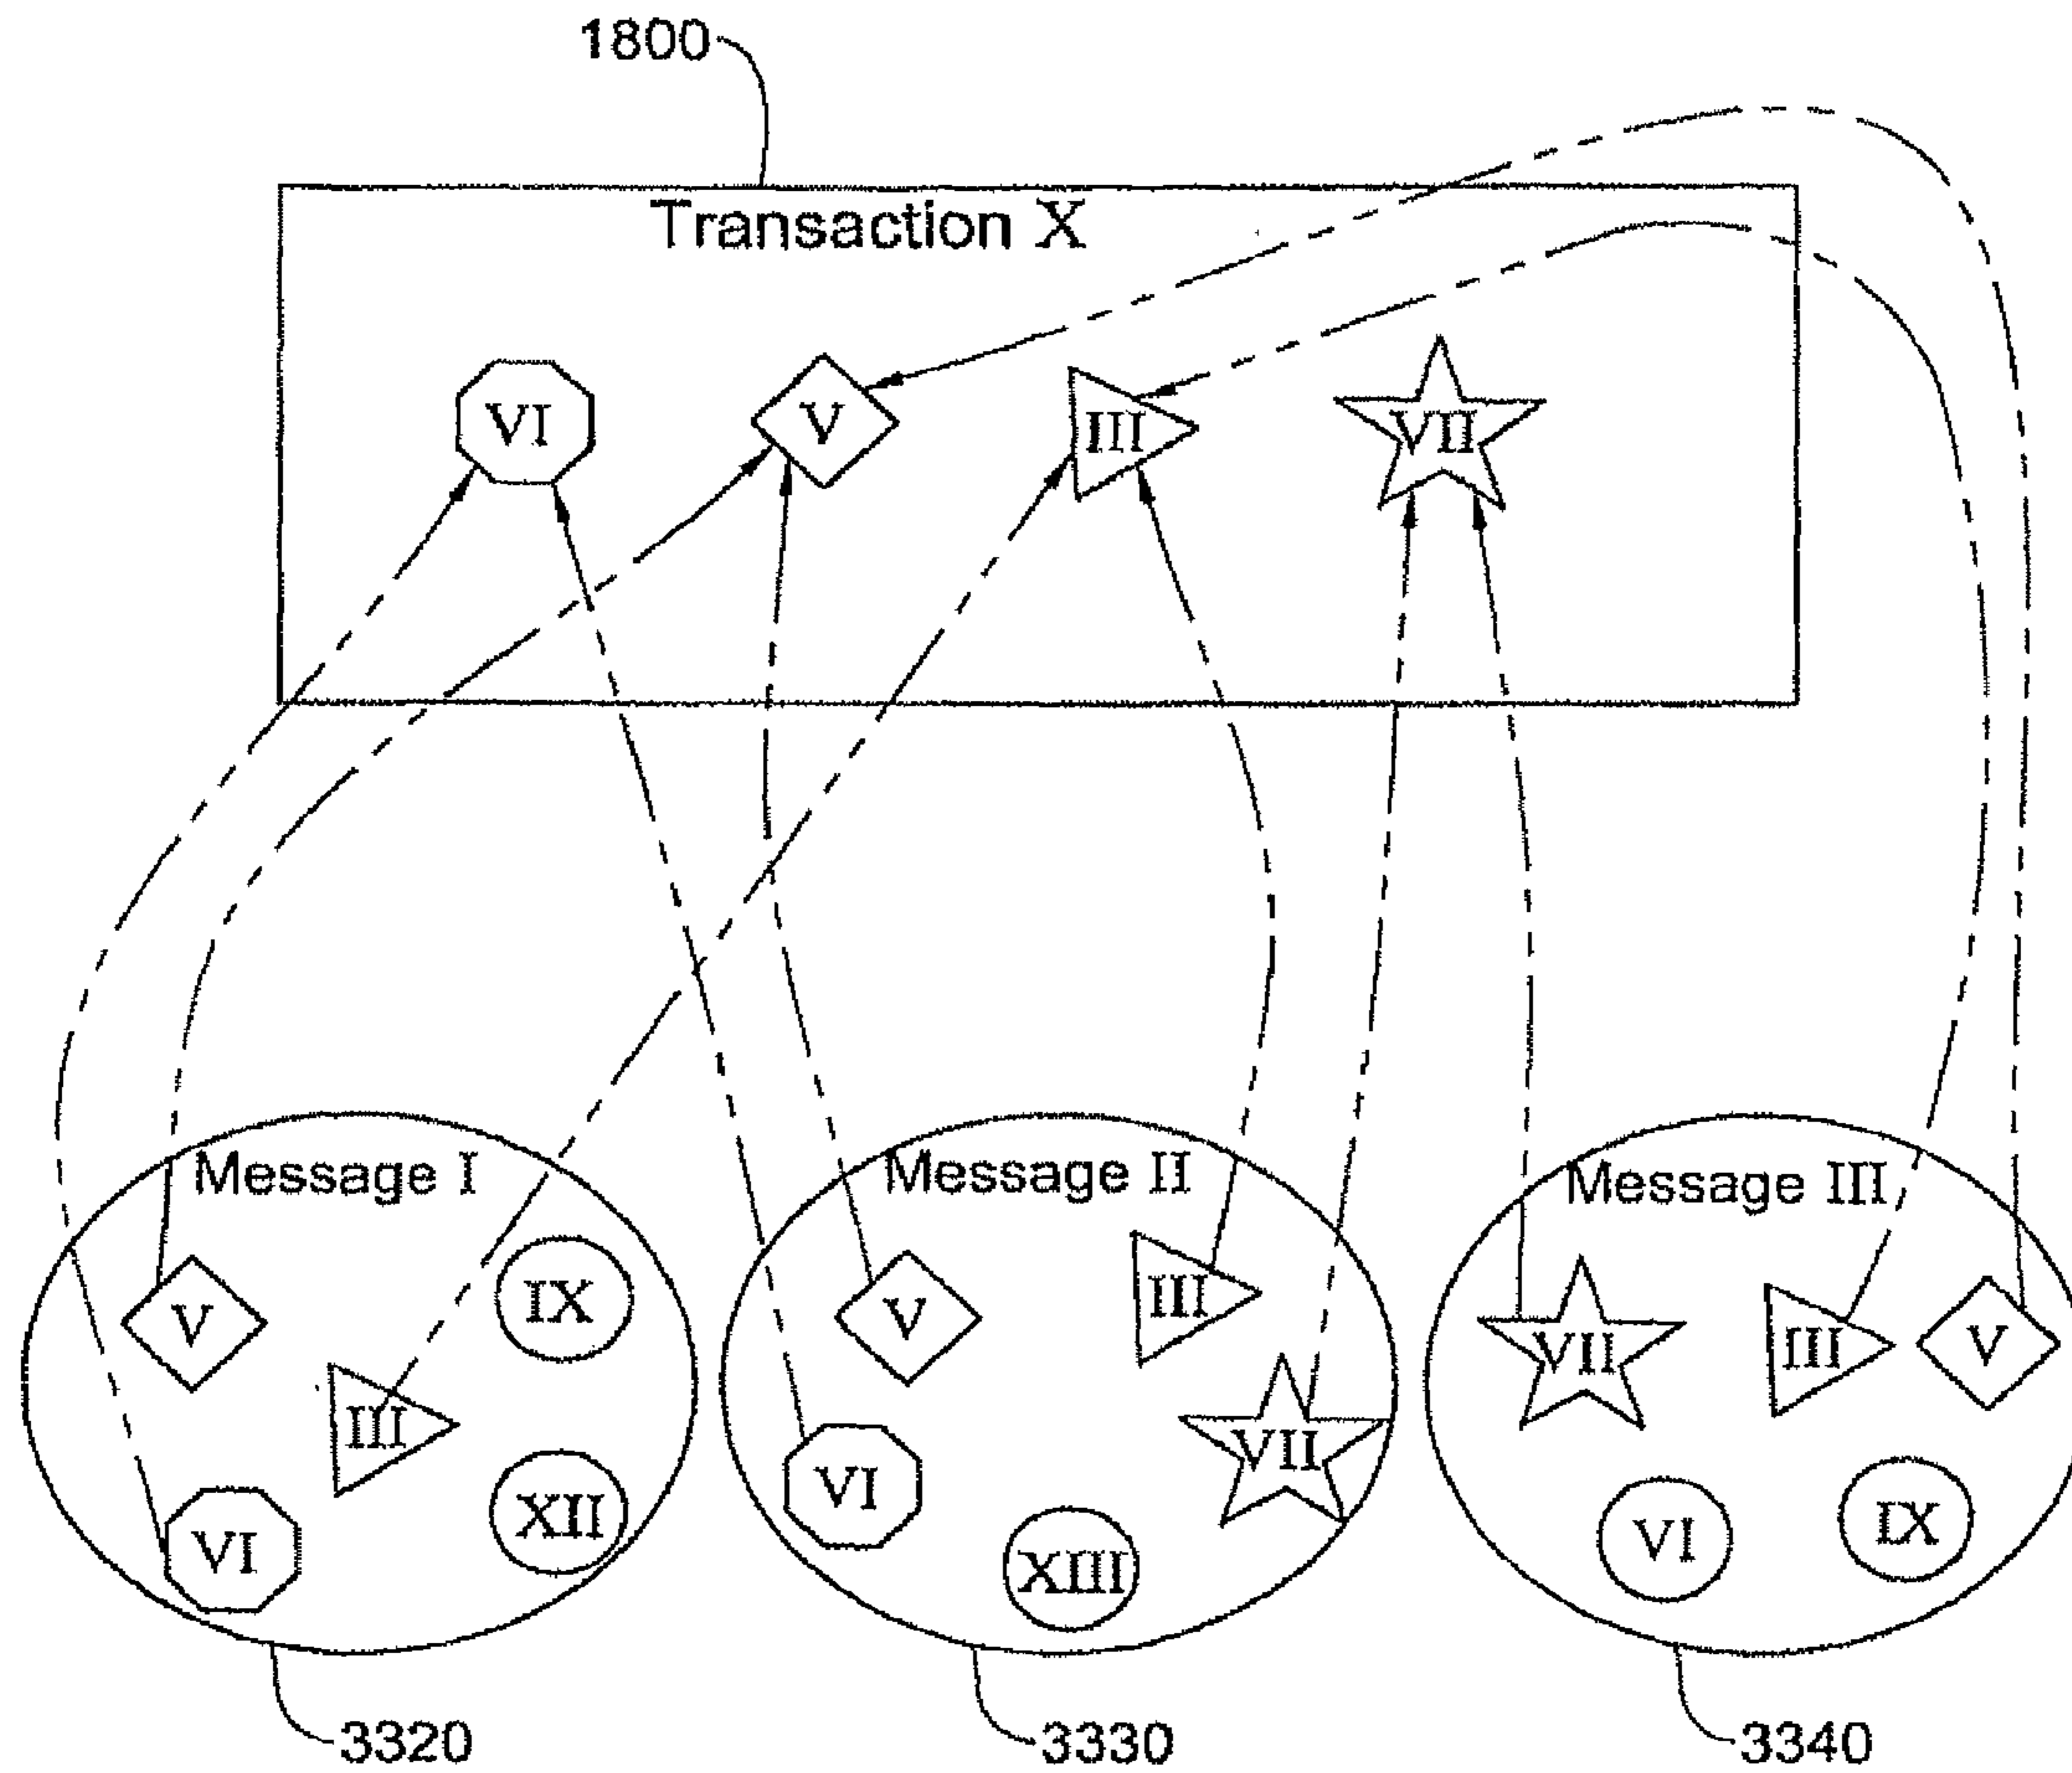 1800
Transaction X
VI
V
III
VII
Message I
V
IX
III
XII
VI
Message II
V
III
VI
VII
XIII
Message III
VII
III
V
VI
IX
3320
3330
3340